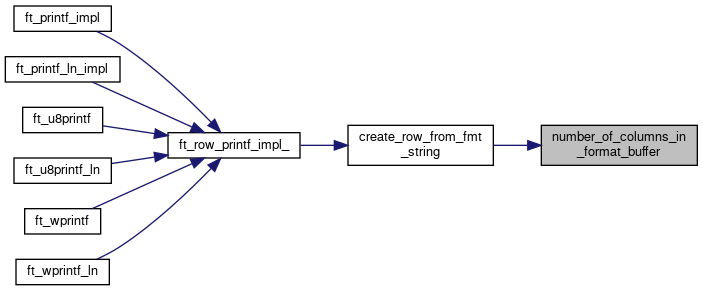 ft_printf_impl
ft_printf_ln_impl
ft_u8printf
ft_u8printf_ln
ft_wprintf
ft_wprintf_ln
ft_row_printf_impl_
create_row_from_fmt
_string
number_of_columns_in
_format_buffer